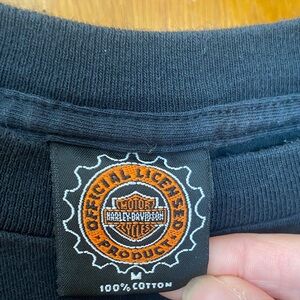 OFFICIAL LICENSED
MOTOR
HARLEY-DAVIDSON
CYCLES
PRODUCT
M
100% COTTON